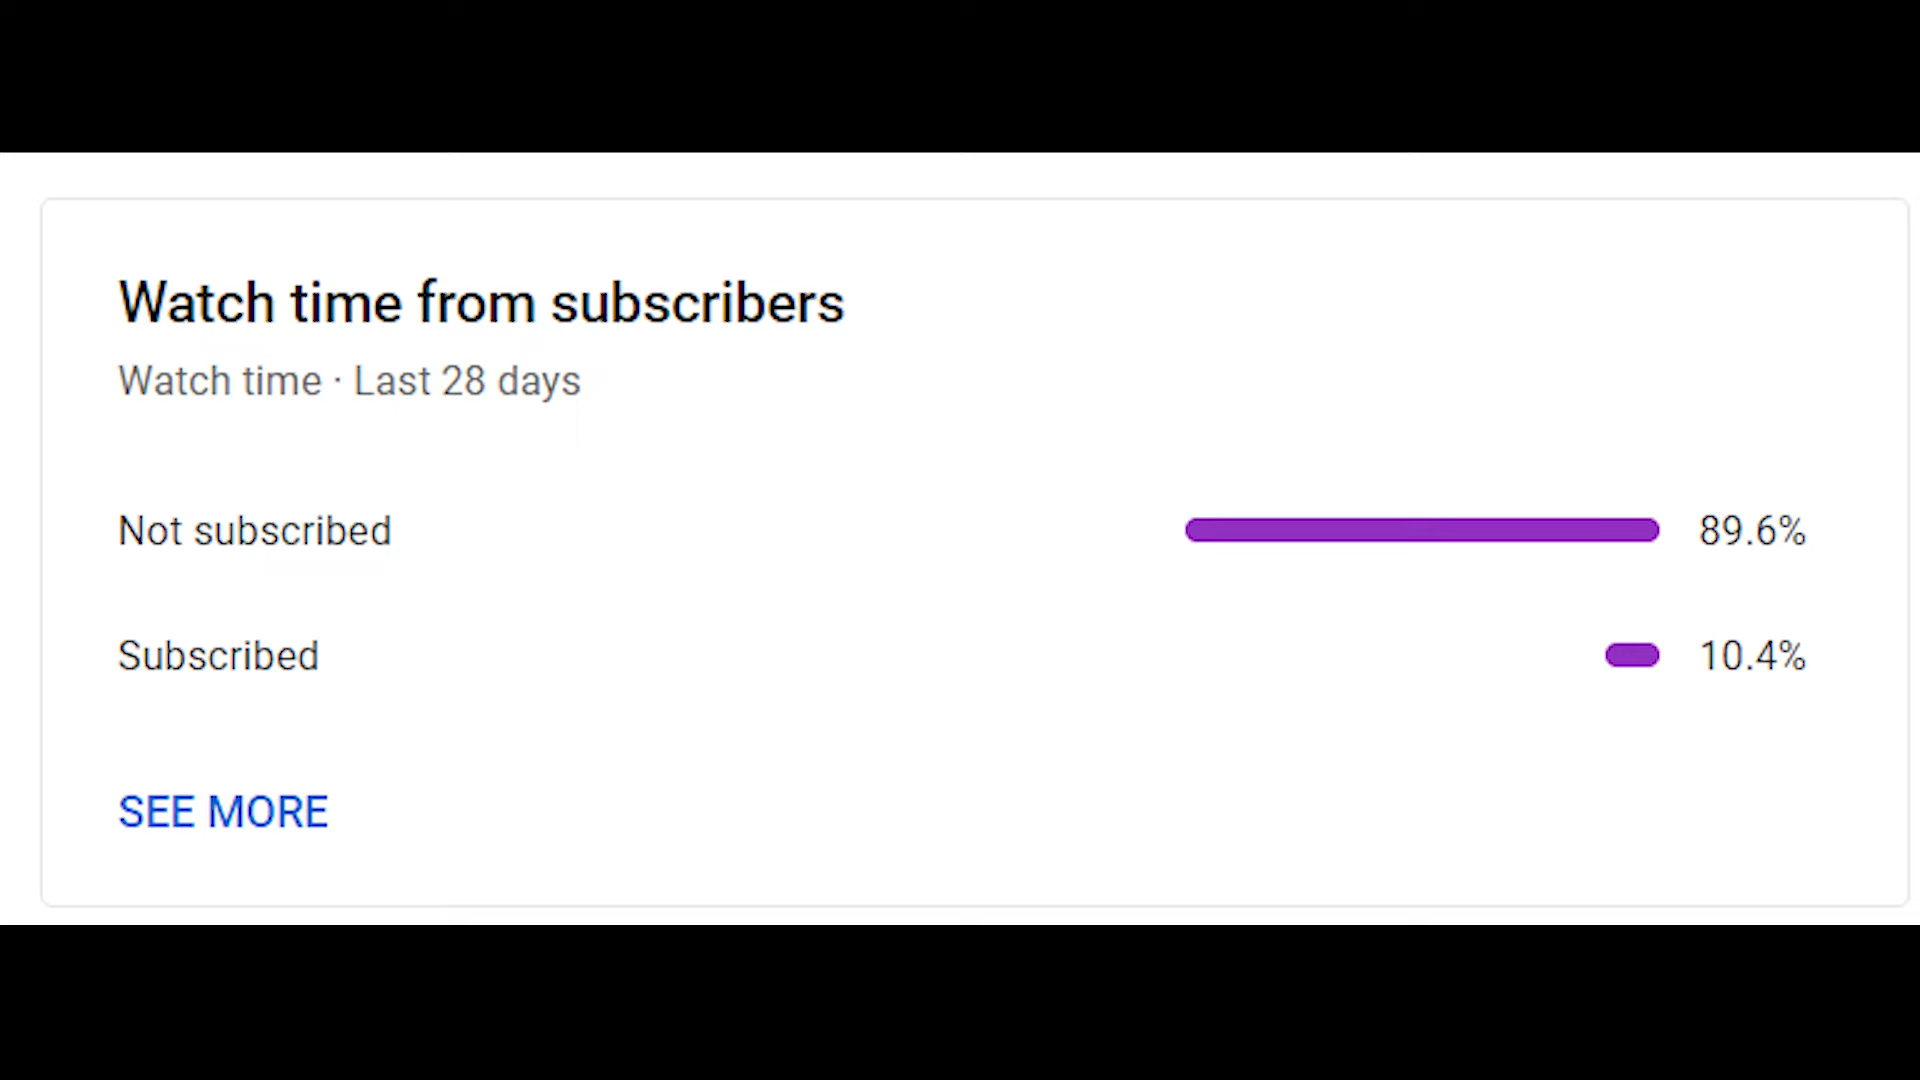 Watch time from subscribers
Watch time · Last 28 days
Not subscribed 89.6%
Subscribed 10.4%
SEE MORE